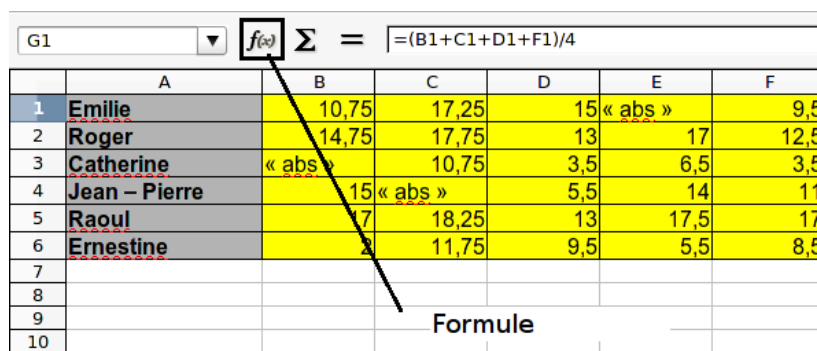 G1 f(x) Σ = =(B1+C1+D1+F1)/4
A B C D E F
1 Emilie 10,75 17,25 15 « abs » 9,5
2 Roger 14,75 17,75 13 17 12,5
3 Catherine « abs » 10,75 3,5 6,5 3,5
4 Jean – Pierre 15 « abs » 5,5 14 11
5 Raoul 17 18,25 13 17,5 17
6 Ernestine 2 11,75 9,5 5,5 8,5
7
8
9
10
Formule